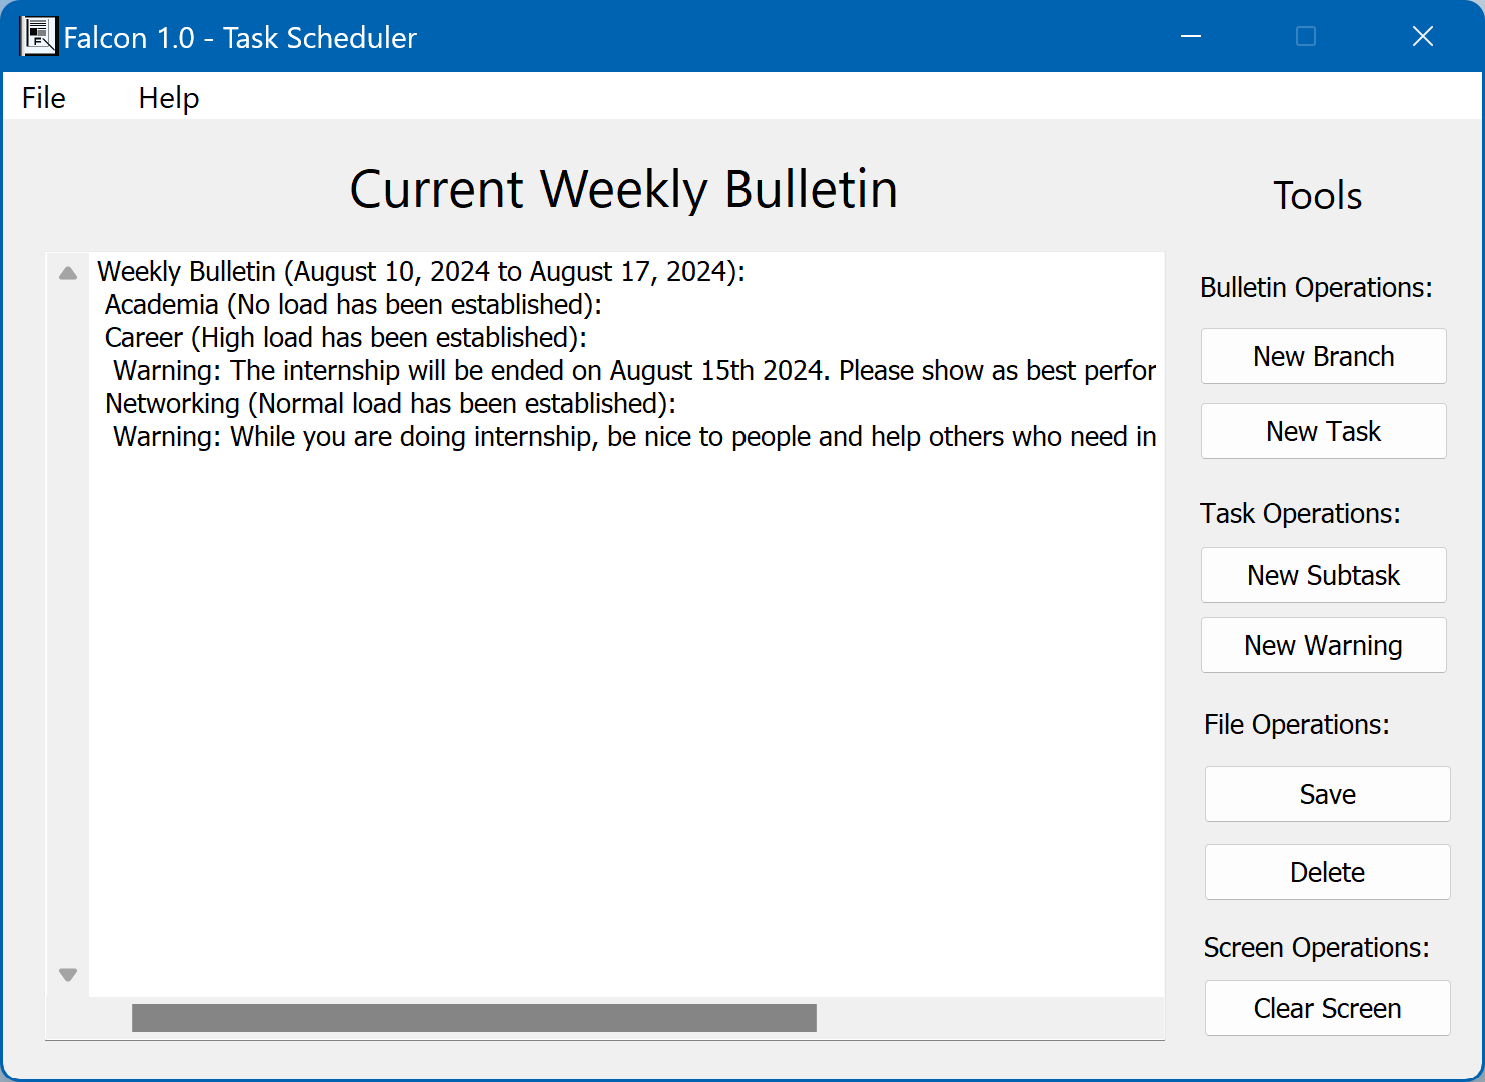 Falcon 1.0 - Task Scheduler
File Help
Current Weekly Bulletin
Weekly Bulletin (August 10, 2024 to August 17, 2024):
Academia (No load has been established):
Career (High load has been established):
Warning: The internship will be ended on August 15th 2024. Please show as best perfor
Networking (Normal load has been established):
Warning: While you are doing internship, be nice to people and help others who need in
Tools
Bulletin Operations:
New Branch
New Task
Task Operations:
New Subtask
New Warning
File Operations:
Save
Delete
Screen Operations:
Clear Screen